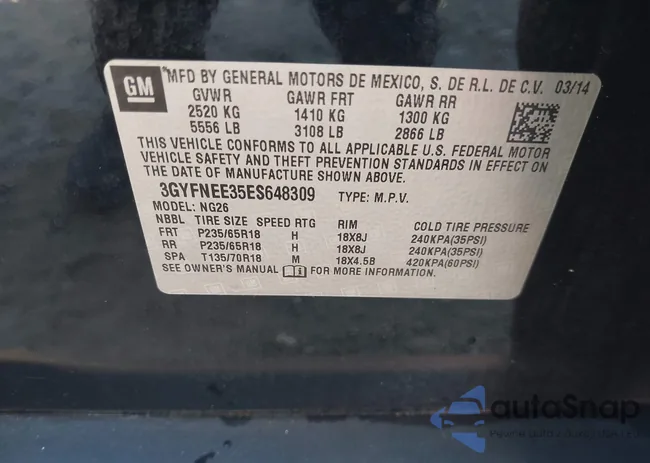 GM
*MFD BY GENERAL MOTORS DE MEXICO, S. DE R.L. DE C.V. 03/14
GVWR GAWR FRT GAWR RR
2520 KG 1410 KG 1300 KG
5556 LB 3108 LB 2866 LB
THIS VEHICLE CONFORMS TO ALL APPLICABLE U.S. FEDERAL MOTOR
VEHICLE SAFETY AND THEFT PREVENTION STANDARDS IN EFFECT ON
THE DATE OF MANUFACTURE SHOWN ABOVE.
3GYFNEE35ES648309 TYPE: M.P.V.
MODEL: NG26
NBBL TIRE SIZE SPEED RTG RIM COLD TIRE PRESSURE
FRT P235/65R18 H 18X8J 240KPA(35PSI)
RR P235/65R18 H 18X8J 240KPA(35PSI)
SPA T135/70R18 M 18X4.5B 420KPA(60PSI)
SEE OWNER'S MANUAL FOR MORE INFORMATION.
autoSnap